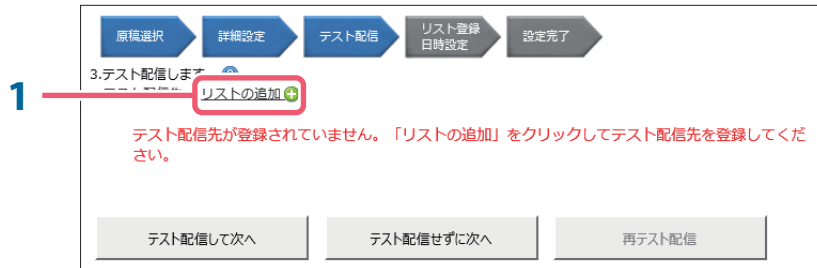 原稿選択 詳細設定 テスト配信 リスト登録 設定完了
日時設定
3.テスト配信します
1 リストの追加
テスト配信先が登録されていません。「リストの追加」をクリックしてテスト配信先を登録してくだ
さい。
テスト配信して次へ テスト配信せずに次へ 再テスト配信